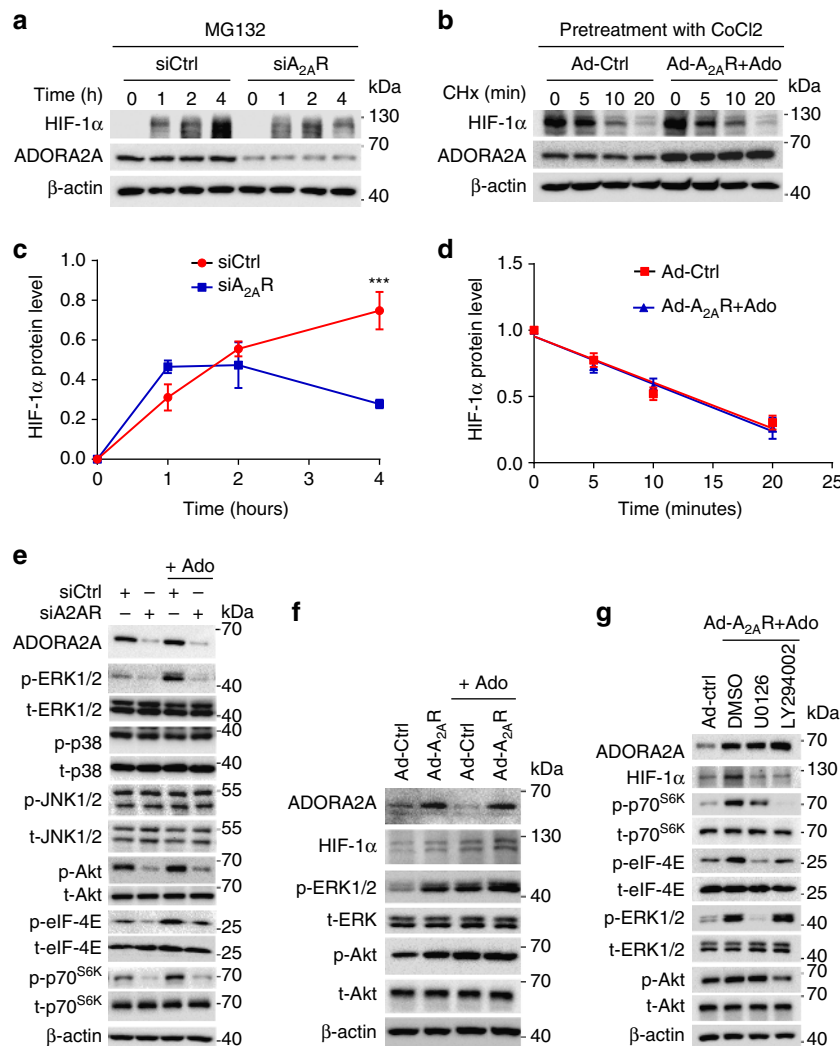 a
MG132
siCtrl siA2AR
Time (h) 0 1 2 4 0 1 2 4 kDa
HIF-1α 130
70
ADORA2A
β-actin 40
b
Pretreatment with CoCl2
Ad-Ctrl Ad-A2AR+Ado
CHx (min) 0 5 10 20 0 5 10 20 kDa
HIF-1α 130
70
ADORA2A
β-actin 40
c
siCtrl
siA2AR
***
HIF-1α protein level
1.0
0.8
0.6
0.4
0.2
0.0
0 1 2 3 4
Time (hours)
d
Ad-Ctrl
Ad-A2AR+Ado
HIF-1α protein level
1.5
1.0
0.5
0.0
0 5 10 15 20 25
Time (minutes)
e
+ Ado
siCtrl + − + −
siA2AR − + − + kDa
ADORA2A 70
p-ERK1/2 40
t-ERK1/2 40
p-p38 40
t-p38 40
p-JNK1/2 55
t-JNK1/2 55
p-Akt 70
t-Akt 70
p-eIF-4E 25
t-eIF-4E 25
p-p70S6K 70
t-p70S6K 70
β-actin 40
f
+ Ado
Ad-Ctrl Ad-A2AR Ad-Ctrl Ad-A2AR kDa
ADORA2A 70
HIF-1α 130
p-ERK1/2 40
t-ERK
p-Akt 70
t-Akt 70
β-actin 40
g
Ad-A2AR+Ado
Ad-ctrl DMSO U0126 LY294002 kDa
ADORA2A 70
HIF-1α 130
p-p70S6K 70
t-p70S6K 70
p-eIF-4E 25
t-eIF-4E 25
p-ERK1/2 40
t-ERK1/2 40
p-Akt 70
t-Akt 70
β-actin 40